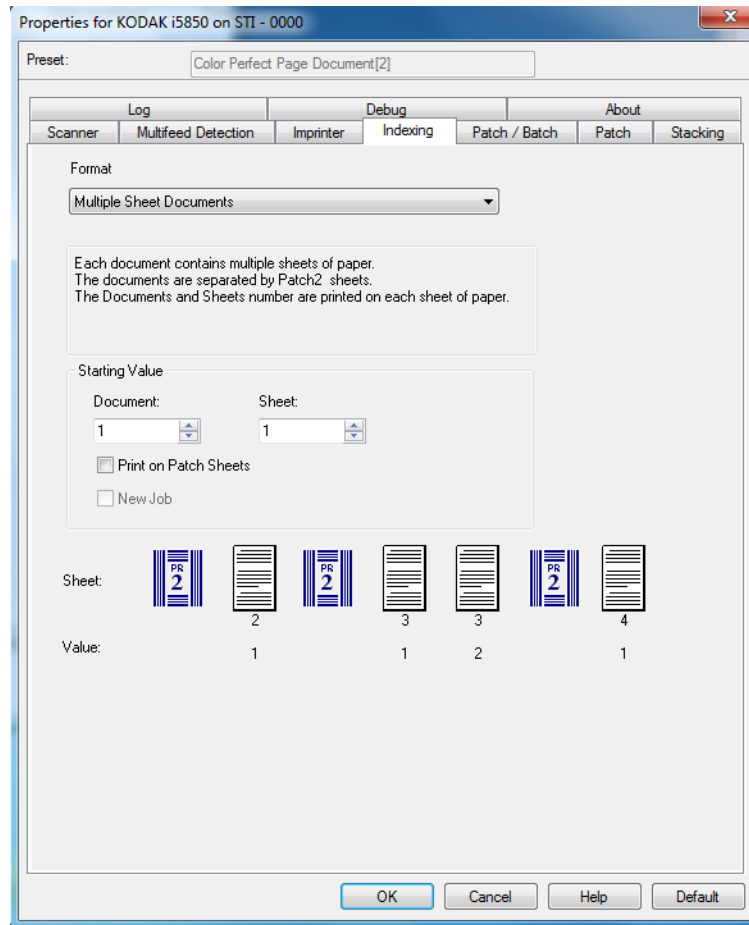 Properties for KODAK i5850 on STI - 0000
Preset:
Color Perfect Page Document[2]
Log Debug About
Scanner Multifeed Detection Imprinter Indexing Patch / Batch Patch Stacking
Format
Multiple Sheet Documents
Each document contains multiple sheets of paper.
The documents are separated by Patch2 sheets.
The Documents and Sheets number are printed on each sheet of paper.
Starting Value
Document: Sheet:
1 1
Print on Patch Sheets
New Job
Sheet:
PR 2 PR 2 PR 2
2 3 3 4
Value:
1 1 2 1
OK Cancel Help Default